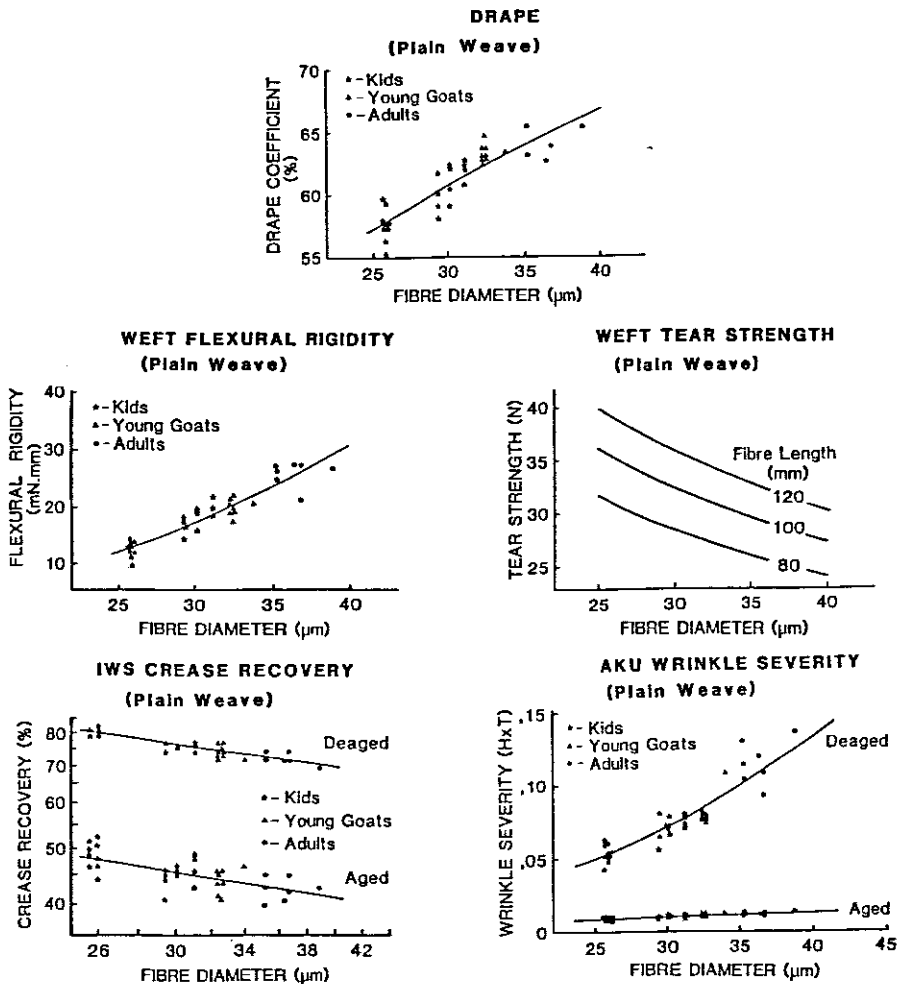 DRAPE
(Plain Weave)
70
65
60
55
DRAPE COEFFICIENT
(%)
★ - Kids
▲ - Young Goats
● - Adults
25 30 35 40
FIBRE DIAMETER (µm)
WEFT FLEXURAL RIGIDITY
(Plain Weave)
40
30
20
10
FLEXURAL RIGIDITY
(mN.mm)
★ - Kids
▲ - Young Goats
● - Adults
25 30 35 40
FIBRE DIAMETER (µm)
WEFT TEAR STRENGTH
(Plain Weave)
40
35
30
25
TEAR STRENGTH (N)
Fibre Length
(mm)
120
100
80
25 30 35 40
FIBRE DIAMETER (µm)
IWS CREASE RECOVERY
(Plain Weave)
80
70
60
50
40
CREASE RECOVERY (%)
Deaged
- Kids
- Young Goats
- Adults
Aged
26 30 34 38 42
FIBRE DIAMETER (µm)
AKU WRINKLE SEVERITY
(Plain Weave)
.15
.10
.05
0
WRINKLE SEVERITY (HxT)
- Kids
- Young Goats
- Adults
Deaged
Aged
25 30 35 40 45
FIBRE DIAMETER (µm)